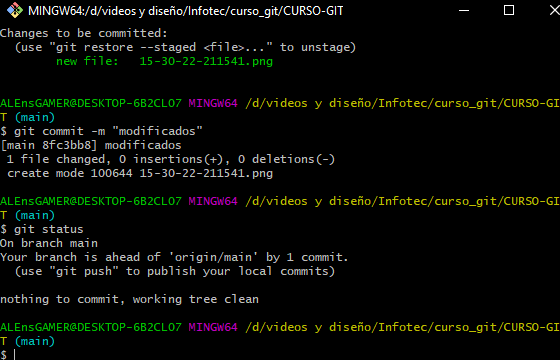 MINGW64:/d/videos y diseño/Infotec/curso_git/CURSO-GIT
Changes to be committed:
  (use "git restore --staged <file>..." to unstage)
        new file:   15-30-22-211541.png

ALEnsGAMER@DESKTOP-6B2CL07 MINGW64 /d/videos y diseño/Infotec/curso_git/CURSO-GI
T (main)
$ git commit -m "modificados"
[main 8fc3bb8] modificados
 1 file changed, 0 insertions(+), 0 deletions(-)
 create mode 100644 15-30-22-211541.png

ALEnsGAMER@DESKTOP-6B2CL07 MINGW64 /d/videos y diseño/Infotec/curso_git/CURSO-GI
T (main)
$ git status
On branch main
Your branch is ahead of 'origin/main' by 1 commit.
  (use "git push" to publish your local commits)

nothing to commit, working tree clean

ALEnsGAMER@DESKTOP-6B2CL07 MINGW64 /d/videos y diseño/Infotec/curso_git/CURSO-GI
T (main)
$